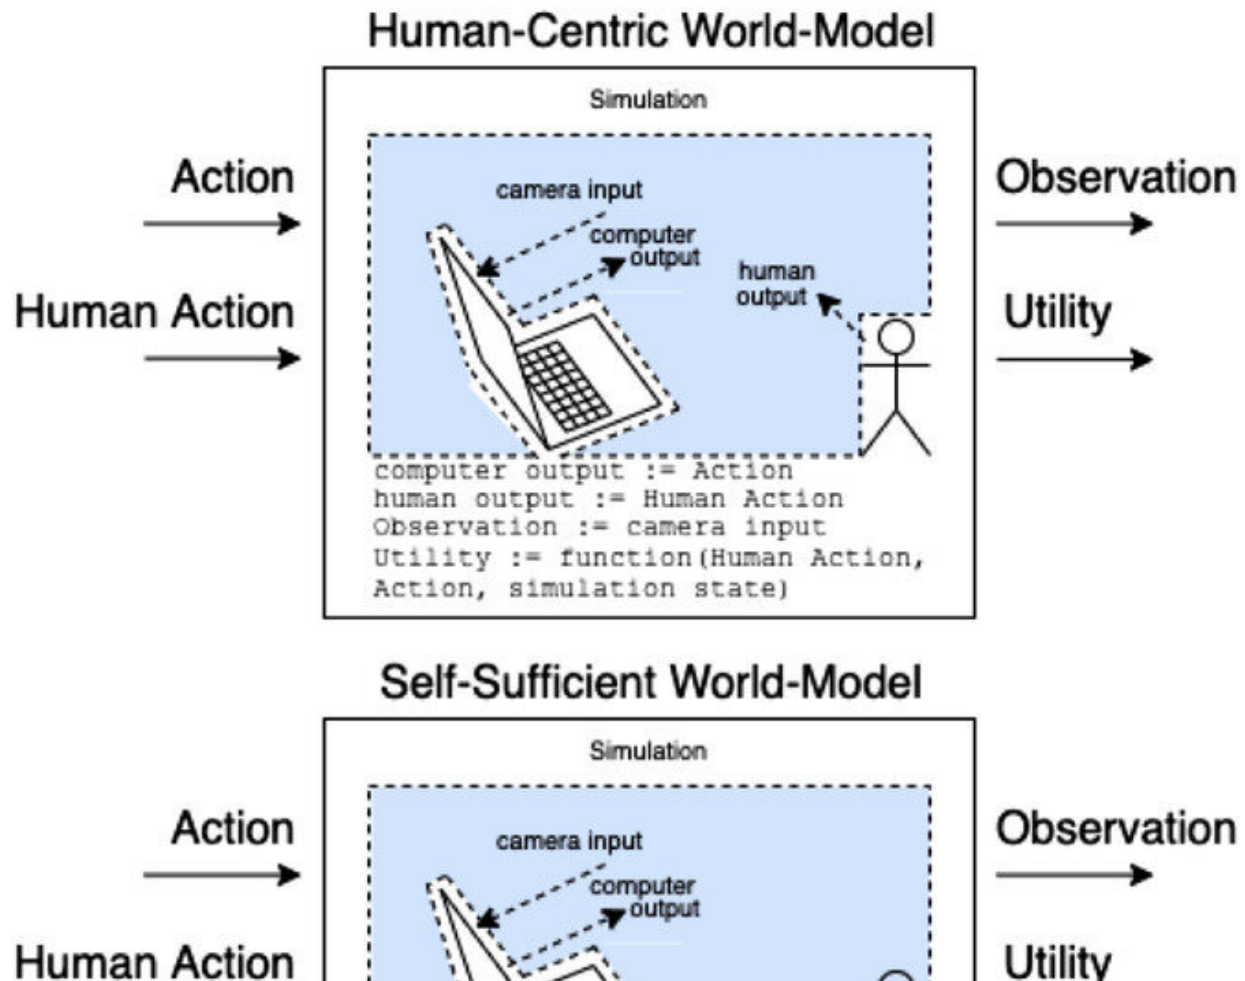 Human-Centric World-Model
Simulation
Action
Observation
camera input
computer
output
human
output
Human Action
Utility
computer output := Action
human output := Human Action
Observation := camera input
Utility := function(Human Action,
Action, simulation state)
Self-Sufficient World-Model
Simulation
Action
Observation
camera input
computer
output
Human Action
Utility